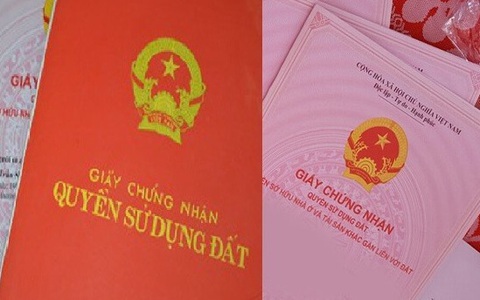 GIẤY CHỨNG NHẬN
QUYỀN SỬ DỤNG ĐẤT
CỘNG HÒA XÃ HỘI CHỦ NGHĨA VIỆT NAM
Độc lập - Tự do - Hạnh phúc
GIẤY CHỨNG NHẬN
QUYỀN SỬ DỤNG ĐẤT
SỞ HỮU NHÀ Ở VÀ TÀI SẢN KHÁC GẮN LIỀN VỚI ĐẤT